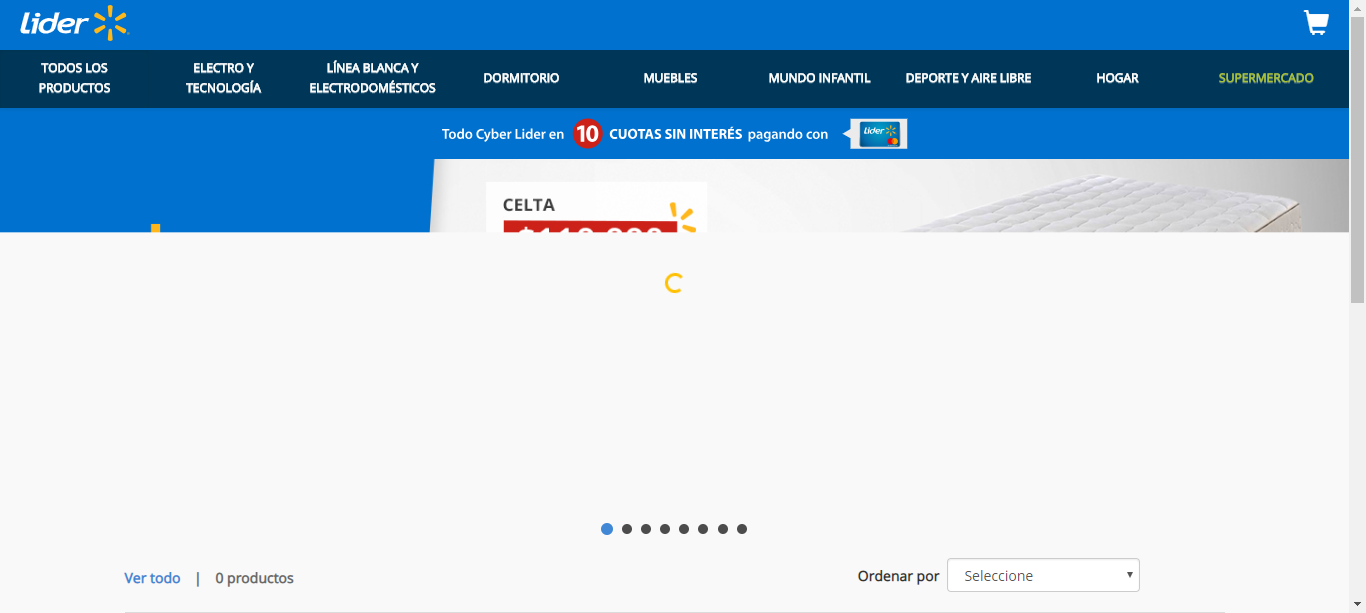 Lider
TODOS LOS
PRODUCTOS
ELECTRO Y
TECNOLOGÍA
LÍNEA BLANCA Y
ELECTRODOMÉSTICOS
DORMITORIO
MUEBLES
MUNDO INFANTIL
DEPORTE Y AIRE LIBRE
HOGAR
SUPERMERCADO
Todo Cyber Lider en 10 CUOTAS SIN INTERÉS pagando con
Lider
CELTA
Ver todo | 0 productos
Ordenar por Seleccione